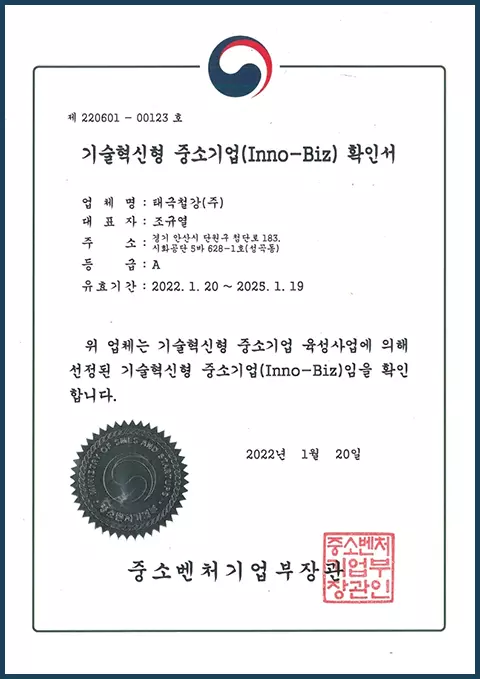 제 220601 - 00123 호
기술혁신형 중소기업(Inno-Biz) 확인서
업 체 명 : 태극철강(주)
대 표 자 : 조규열
주 소 : 경기 안산시 단원구 첨단로 183,
시화공단 5바 628-1호(성곡동)
등 급 : A
유효기간 : 2022. 1. 20 ~ 2025. 1. 19
위 업체는 기술혁신형 중소기업 육성사업에 의해
선정된 기술혁신형 중소기업(Inno-Biz)임을 확인
합니다.
MINISTRY OF SMES AND STARTUPS
중소벤처기업부
2022년 1월 20일
중소벤처기업부장관
중소벤처
기업부
장관인